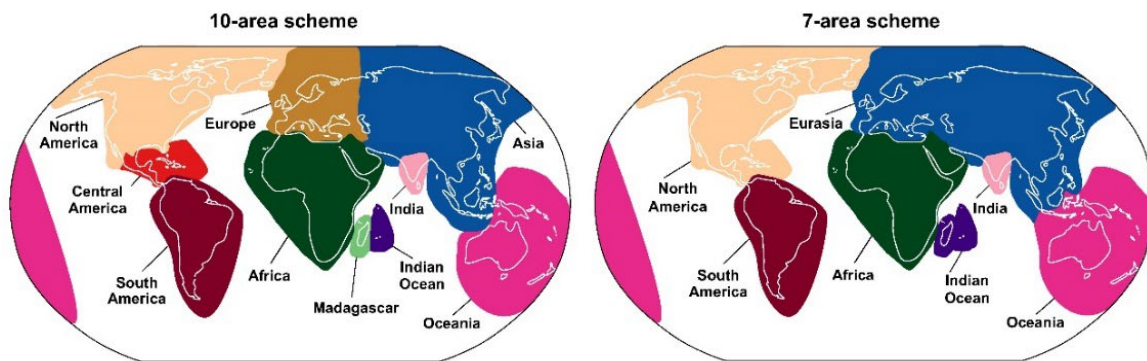 10-area scheme
North
America
Europe
Asia
Central
America
India
South
America
Africa
Madagascar
Indian
Ocean
Oceania
7-area scheme
Eurasia
North
America
India
South
America
Africa
Indian
Ocean
Oceania